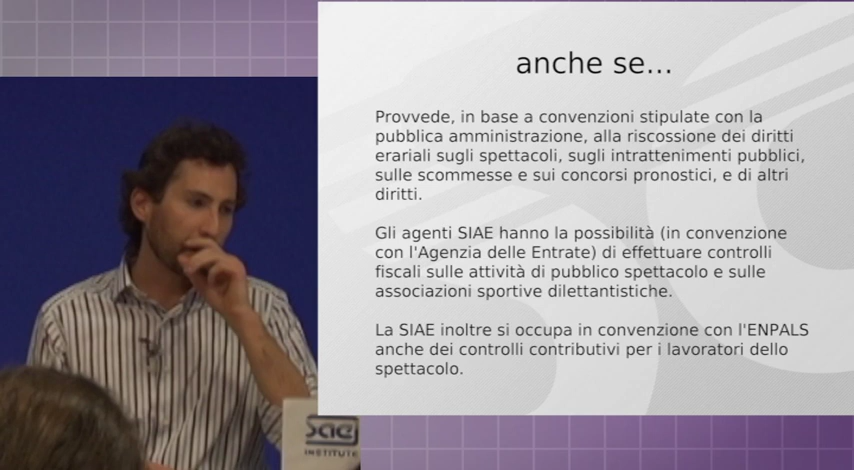 anche se...
Provvede, in base a convenzioni stipulate con la
pubblica amministrazione, alla riscossione dei diritti
erariali sugli spettacoli, sugli intrattenimenti pubblici,
sulle scommesse e sui concorsi pronostici, e di altri
diritti.
Gli agenti SIAE hanno la possibilità (in convenzione
con l'Agenzia delle Entrate) di effettuare controlli
fiscali sulle attività di pubblico spettacolo e sulle
associazioni sportive dilettantistiche.
La SIAE inoltre si occupa in convenzione con l'ENPALS
anche dei controlli contributivi per i lavoratori dello
spettacolo.
sae
INSTITUTE